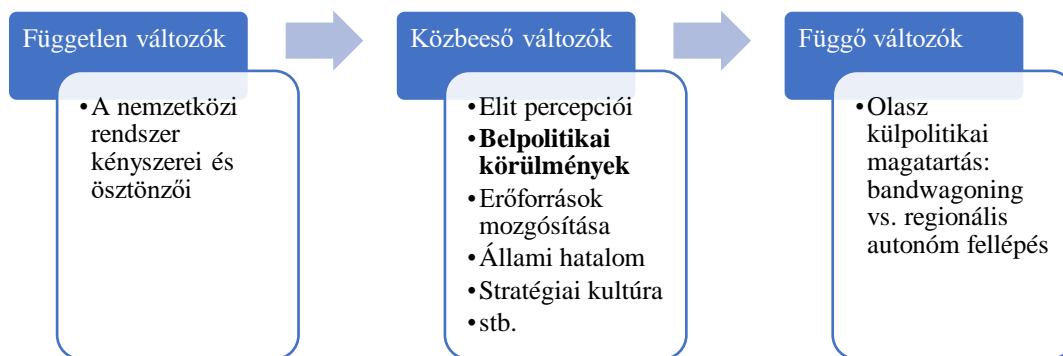 Független változók
•A nemzetközi
rendszer
kényszerei és
ösztönzői
Közbeeső változók
•Elit percepciói
•Belpolitikai
körülmények
•Erőforrások
mozgósítása
•Állami hatalom
•Stratégiai kultúra
•stb.
Függő változók
•Olasz
külpolitikai
magatartás:
bandwagoning
vs. regionális
autonóm fellépés